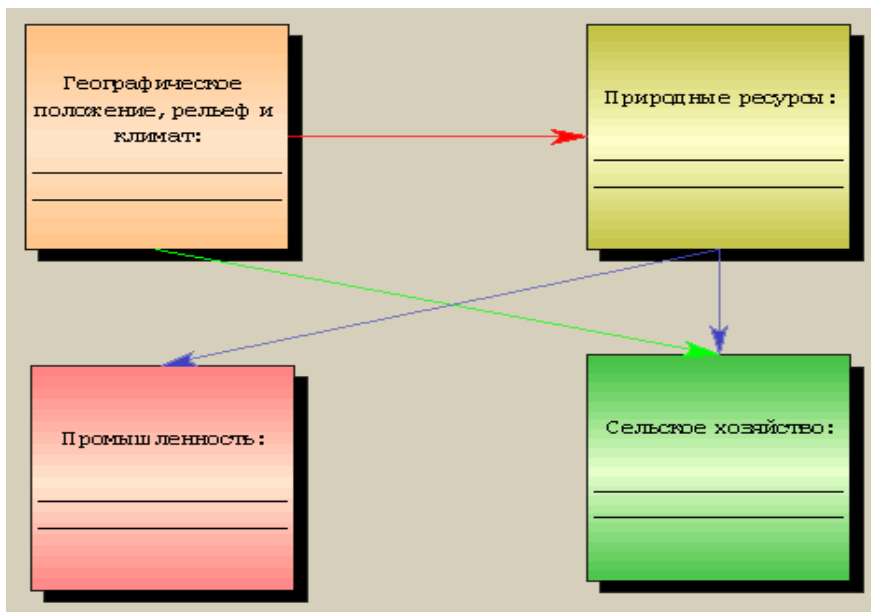 Географическое
положение, рельеф и
климат:
Природные ресурсы:
Промышленность:
Сельское хозяйство: